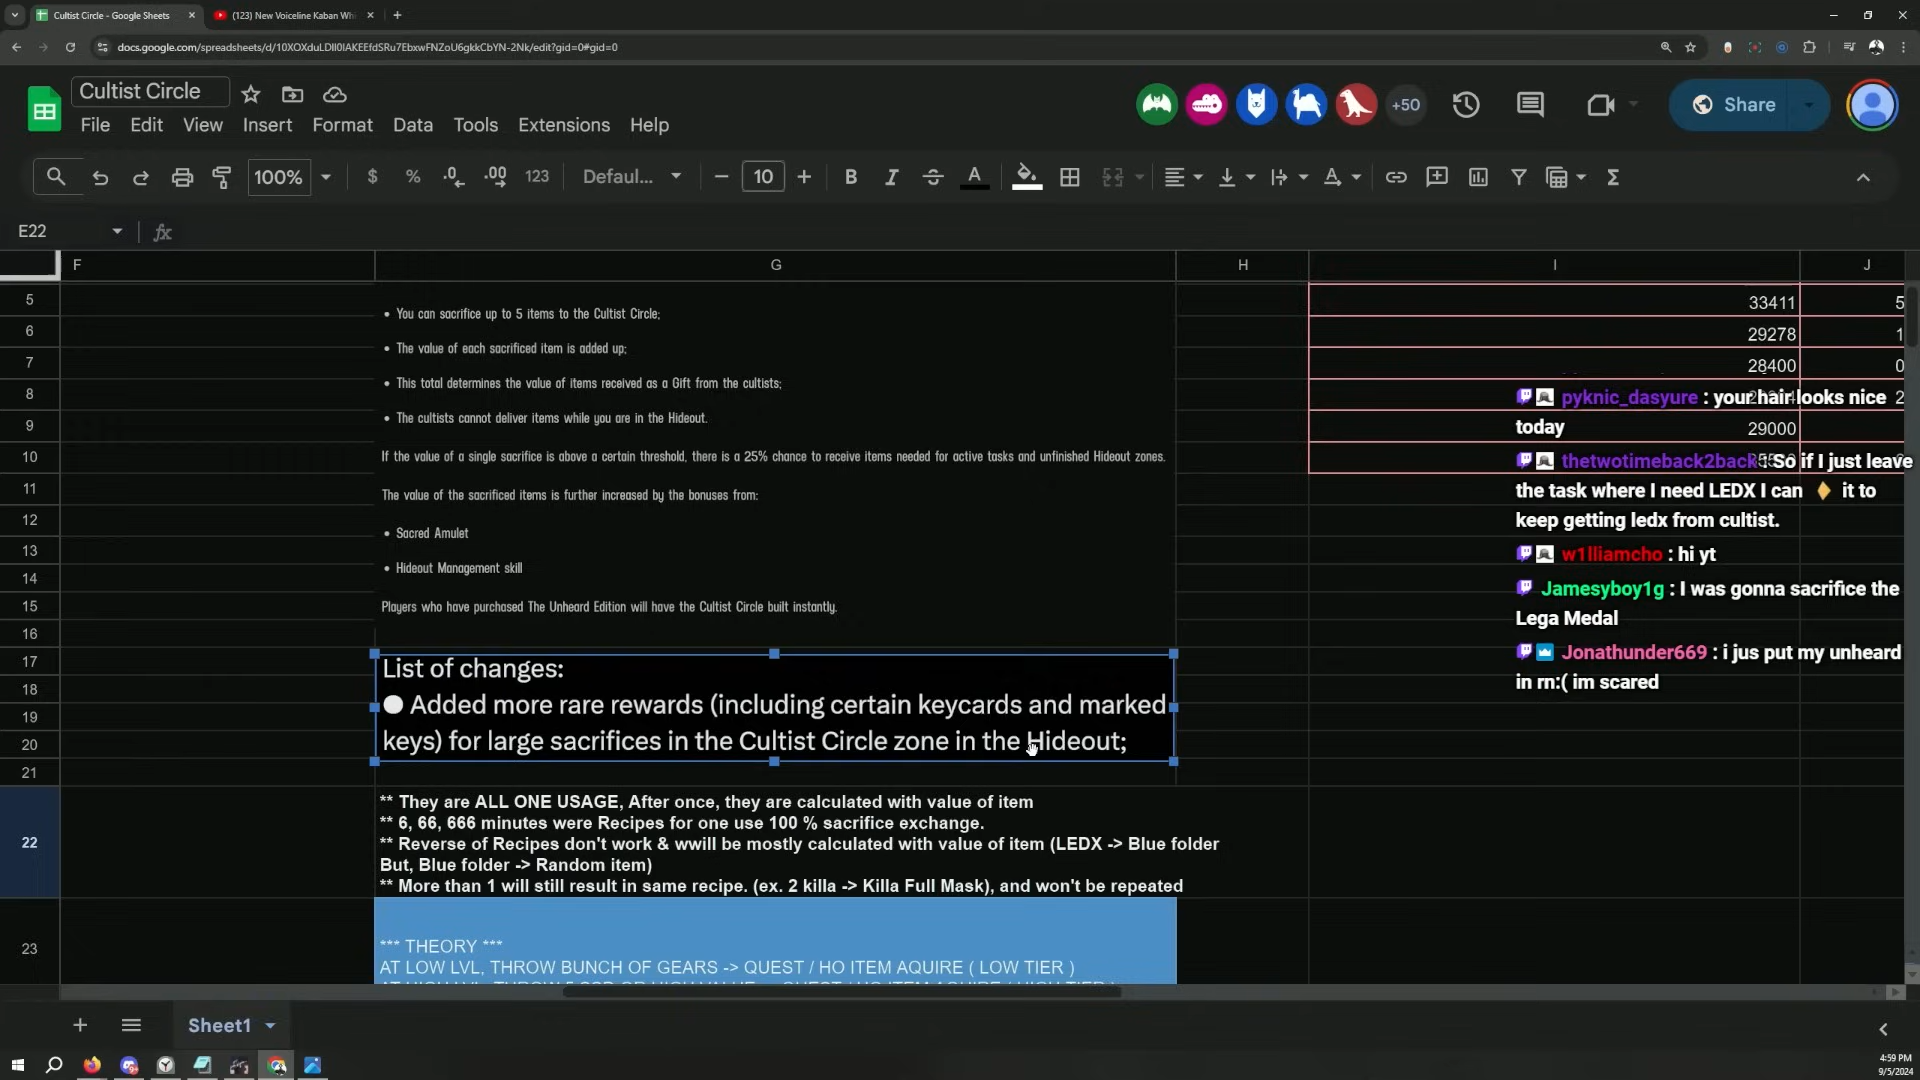 Cultist Circle - Google Sheets
(123) New Voiceline Kaban Wh
docs.google.com/spreadsheets/d/10XOXduLDlI0IAKEEfdSRu7EbxwFNZoU6gkkCbYN-2Nk/edit?gid=0#gid=0
Cultist Circle
+50
Share
File Edit View Insert Format Data Tools Extensions Help
100% $ % .0 .00 123 Defaul... 10 B I A
E22 fx
F G H I J
5
6
7
8
9
10
11
12
13
14
15
16
17
18
19
20
21
22
23
• You can sacrifice up to 5 items to the Cultist Circle;
• The value of each sacrificed item is added up;
• This total determines the value of items received as a Gift from the cultists;
• The cultists cannot deliver items while you are in the Hideout.
If the value of a single sacrifice is above a certain threshold, there is a 25% chance to receive items needed for active tasks and unfinished Hideout zones.
The value of the sacrificed items is further increased by the bonuses from:
• Sacred Amulet
• Hideout Management skill
Players who have purchased The Unheard Edition will have the Cultist Circle built instantly.
List of changes:
● Added more rare rewards (including certain keycards and marked
keys) for large sacrifices in the Cultist Circle zone in the Hideout;
** They are ALL ONE USAGE, After once, they are calculated with value of item
** 6, 66, 666 minutes were Recipes for one use 100 % sacrifice exchange.
** Reverse of Recipes don't work & wwill be mostly calculated with value of item (LEDX -> Blue folder
But, Blue folder -> Random item)
** More than 1 will still result in same recipe. (ex. 2 killa -> Killa Full Mask), and won't be repeated
*** THEORY ***
AT LOW LVL, THROW BUNCH OF GEARS -> QUEST / HO ITEM AQUIRE ( LOW TIER )
33411 5
29278 1
28400 0
2
29000
pyknic_dasyure : your hair looks nice
today
thetwotimeback2back : So if I just leave
the task where I need LEDX I can it to
keep getting ledx from cultist.
w1lliamcho : hi yt
Jamesyboy1g : I was gonna sacrifice the
Lega Medal
Jonathunder669 : i jus put my unheard
in rn:( im scared
Sheet1
4:59 PM
9/5/2024